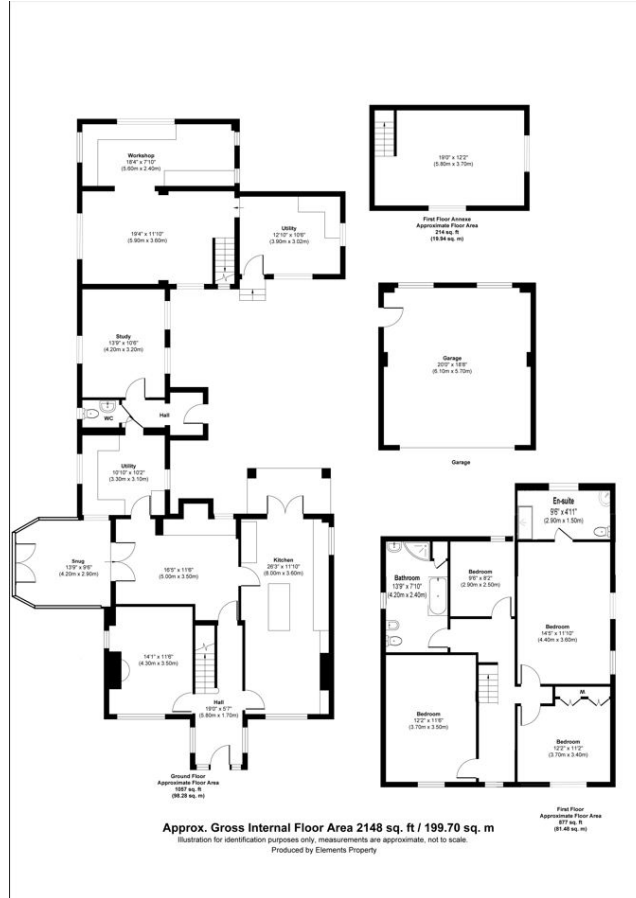 Workshop
18'4" x 7'10"
(5.60m x 2.40m)
19'4" x 11'10"
(5.90m x 3.60m)
Utility
12'10" x 10'6"
(3.90m x 3.02m)
19'0" x 12'2"
(5.80m x 3.70m)
First Floor Annexe
Approximate Floor Area
214 sq. ft
(19.94 sq. m)
Study
13'9" x 10'6"
(4.20m x 3.20m)
WC
Hall
Utility
10'10" x 10'2"
(3.30m x 3.10m)
Garage
20'0" x 18'8"
(6.10m x 5.70m)
Garage
Snug
13'9" x 9'6"
(4.20m x 2.90m)
16'5" x 11'6"
(5.00m x 3.50m)
Kitchen
26'3" x 11'10"
(8.00m x 3.60m)
14'1" x 11'6"
(4.30m x 3.50m)
Hall
19'0" x 5'7"
(5.80m x 1.70m)
Ground Floor
Approximate Floor Area
1057 sq. ft
(98.28 sq. m)
En-suite
9'6" x 4'11"
(2.90m x 1.50m)
Bathroom
13'9" x 7'10"
(4.20m x 2.40m)
Bedroom
9'6" x 8'2"
(2.90m x 2.50m)
Bedroom
14'5" x 11'10"
(4.40m x 3.60m)
Bedroom
12'2" x 11'6"
(3.70m x 3.50m)
M
Bedroom
12'2" x 11'2"
(3.70m x 3.40m)
First Floor
Approximate Floor Area
877 sq. ft
(81.48 sq. m)
Approx. Gross Internal Floor Area 2148 sq. ft / 199.70 sq. m
Illustration for identification purposes only, measurements are approximate, not to scale.
Produced by Elements Property